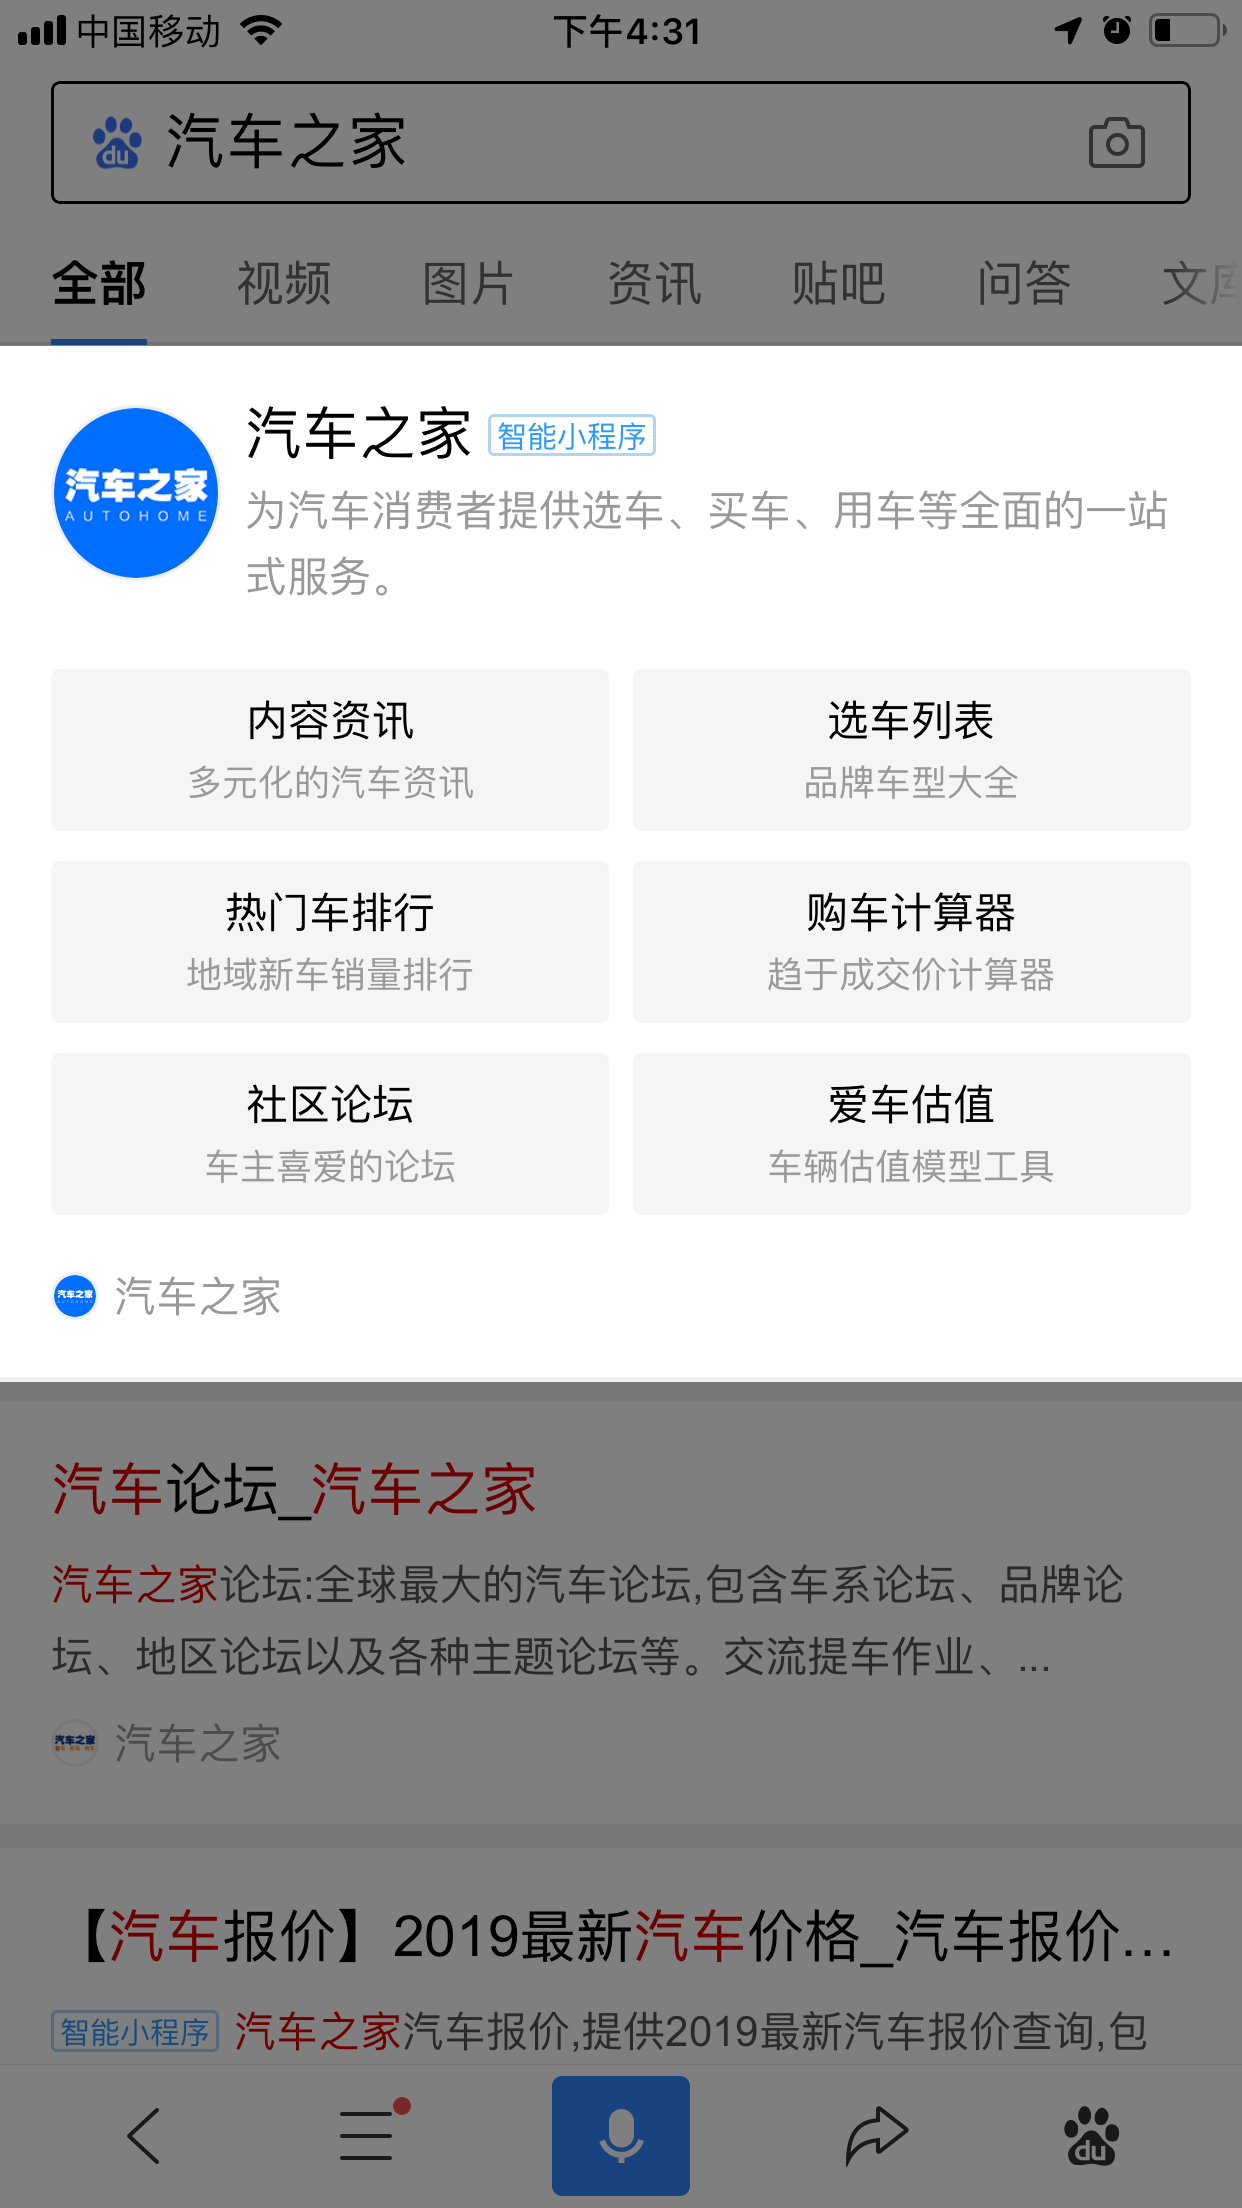 中国移动
下午4:31
du 汽车之家
全部 视频 图片 资讯 贴吧 问答 文库
汽车之家
AUTOHOME
汽车之家 智能小程序
为汽车消费者提供选车、买车、用车等全面的一站
式服务。
内容资讯
多元化的汽车资讯
选车列表
品牌车型大全
热门车排行
地域新车销量排行
购车计算器
趋于成交价计算器
社区论坛
车主喜爱的论坛
爱车估值
车辆估值模型工具
汽车之家 汽车之家
汽车论坛_汽车之家
汽车之家论坛:全球最大的汽车论坛,包含车系论坛、品牌论
坛、地区论坛以及各种主题论坛等。交流提车作业、...
汽车之家 汽车之家
【汽车报价】2019最新汽车价格_汽车报价...
智能小程序 汽车之家汽车报价,提供2019最新汽车报价查询,包
du